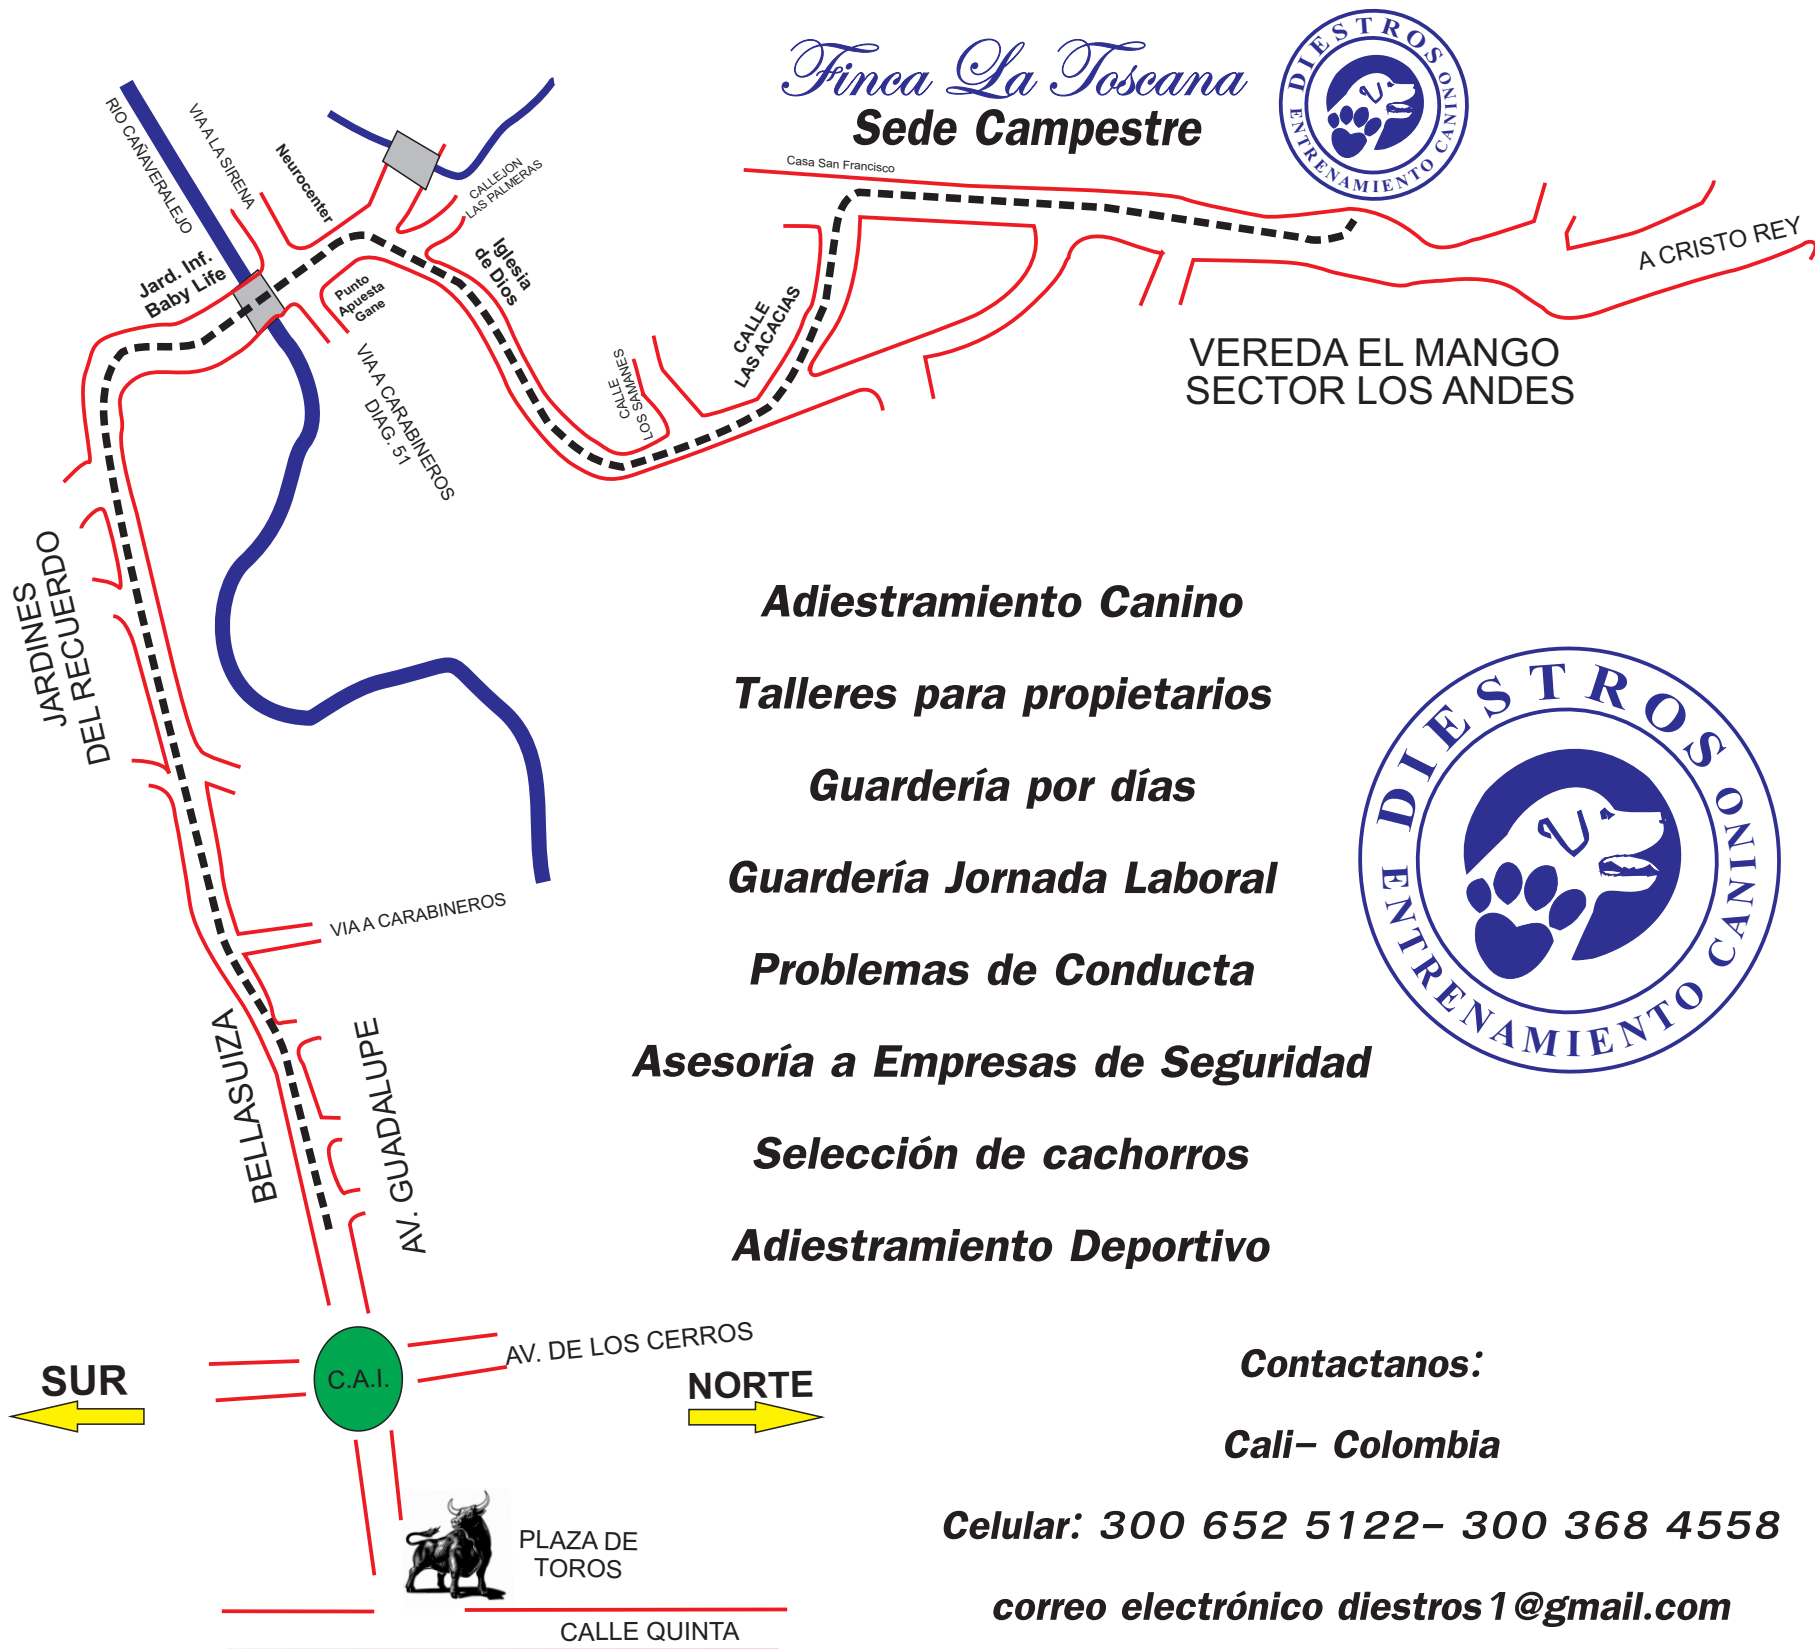 Finca La Toscana
Sede Campestre
DIESTROS
ENTRENAMIENTO CANINO
Casa San Francisco
RIO CAÑAVERALEJO
VIA A LA SIRENA
Neurocenter
CALLEJON
LAS PALMERAS
Jard. Inf.
Baby Life
Punto
Apuesta
Gane
Iglesia
de Dios
VIA A CARABINEROS
DIAG. 51
CALLE
LOS SAMANES
CALLE
LAS ACACIAS
A CRISTO REY
VEREDA EL MANGO
SECTOR LOS ANDES
JARDINES
DEL RECUERDO
VIA A CARABINEROS
BELLASUIZA
AV. GUADALUPE
Adiestramiento Canino
Talleres para propietarios
Guardería por días
Guardería Jornada Laboral
Problemas de Conducta
Asesoría a Empresas de Seguridad
Selección de cachorros
Adiestramiento Deportivo
DIESTROS
ENTRENAMIENTO CANINO
AV. DE LOS CERROS
C.A.I.
SUR
NORTE
PLAZA DE
TOROS
CALLE QUINTA
Contactanos:
Cali– Colombia
Celular: 300 652 5122– 300 368 4558
correo electrónico diestros1@gmail.com